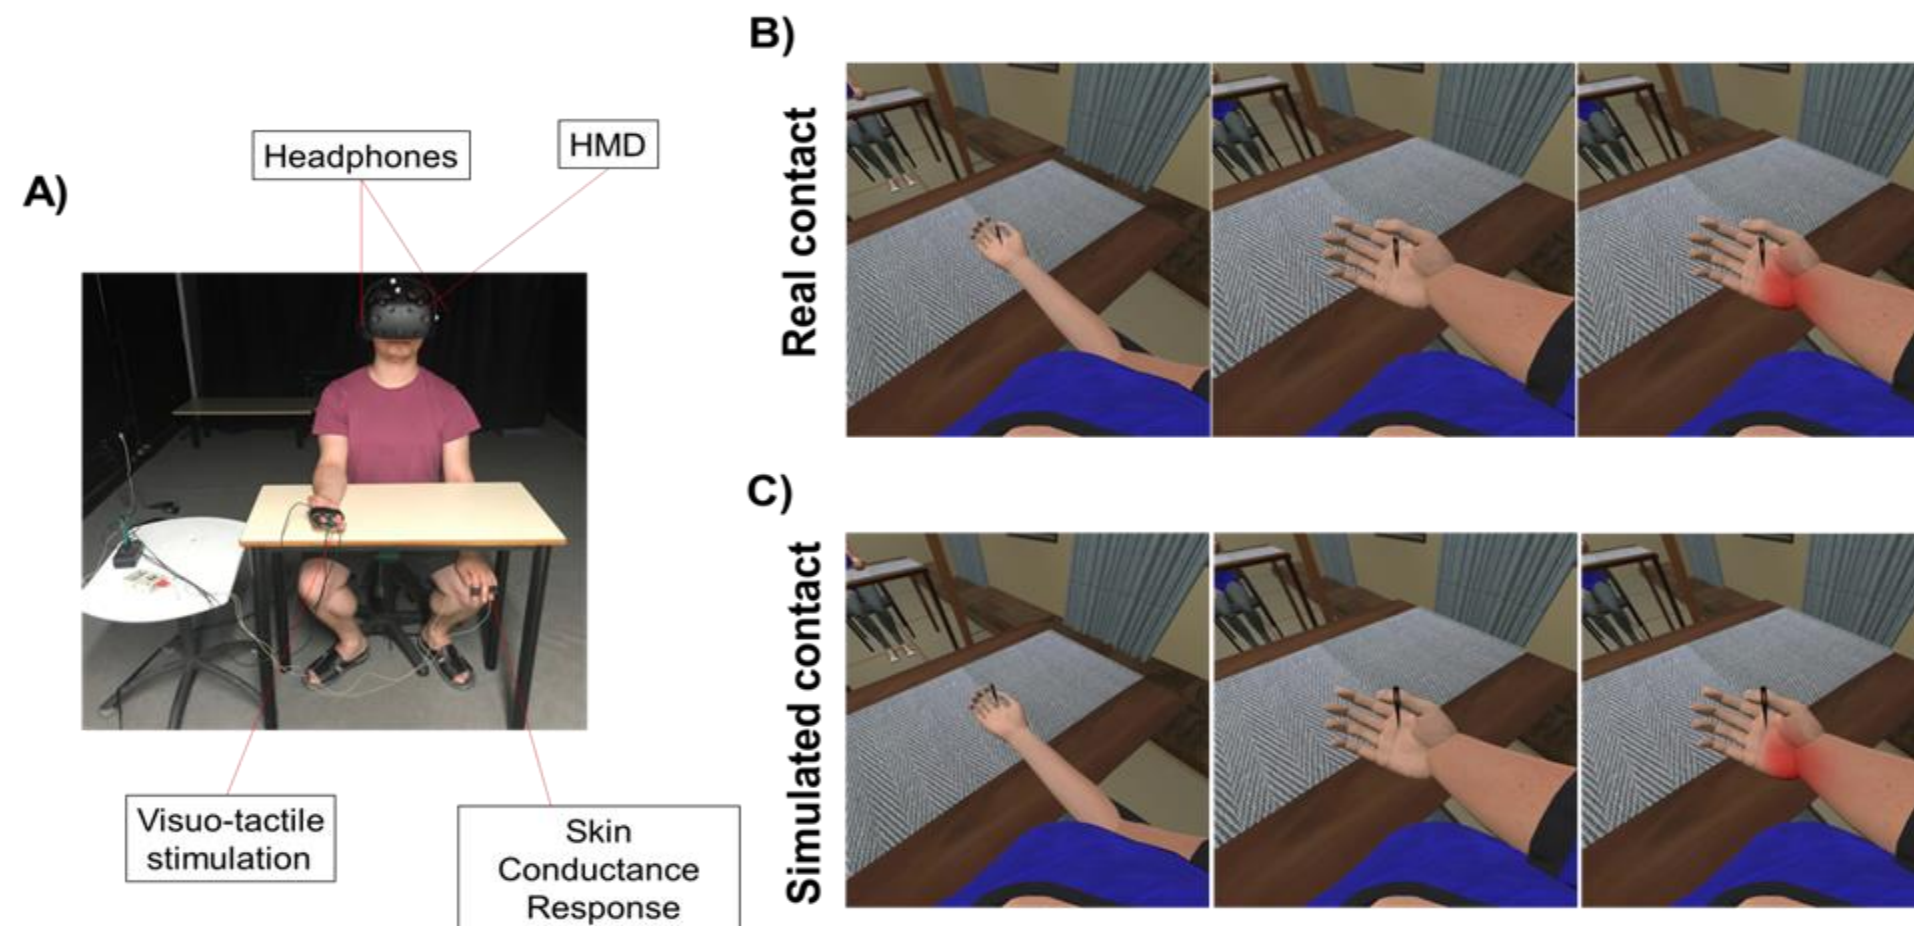 A)
Headphones
HMD
Visuo-tactile
stimulation
Skin
Conductance
Response
B)
Real contact
C)
Simulated contact